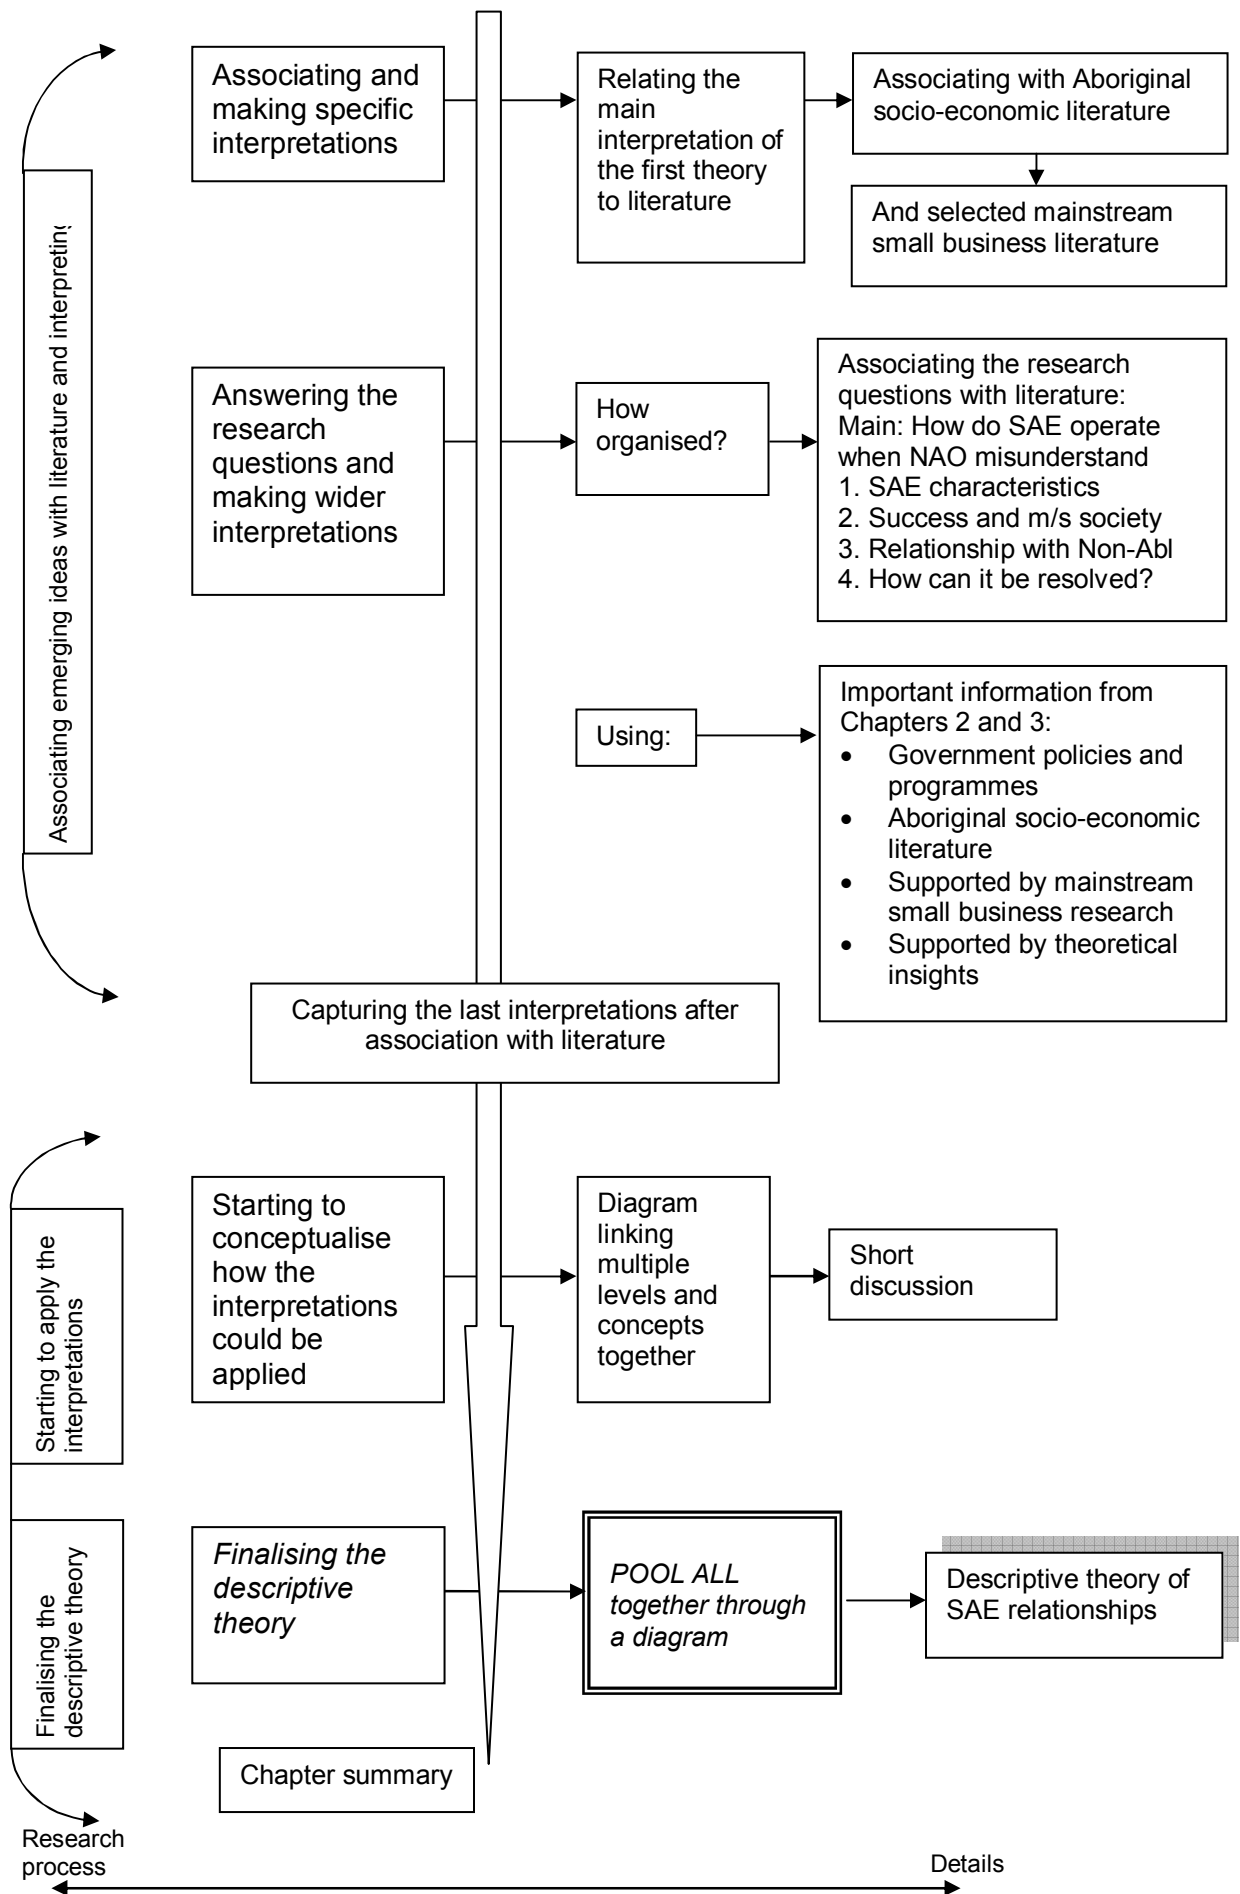 Associating emerging ideas with literature and interpreting
Associating and
making specific
interpretations
Relating the
main
interpretation of
the first theory
to literature
Associating with Aboriginal
socio-economic literature
And selected mainstream
small business literature
Answering the
research
questions and
making wider
interpretations
How
organised?
Associating the research
questions with literature:
Main: How do SAE operate
when NAO misunderstand
1. SAE characteristics
2. Success and m/s society
3. Relationship with Non-Abl
4. How can it be resolved?
Using:
Important information from
Chapters 2 and 3:
• Government policies and
programmes
• Aboriginal socio-economic
literature
• Supported by mainstream
small business research
• Supported by theoretical
insights
Capturing the last interpretations after
association with literature
Starting to apply the
interpretations
Starting to
conceptualise
how the
interpretations
could be
applied
Diagram
linking
multiple
levels and
concepts
together
Short
discussion
Finalising the
descriptive theory
Finalising the
descriptive
theory
POOL ALL
together through
a diagram
Descriptive theory of
SAE relationships
Chapter summary
Research
process
Details